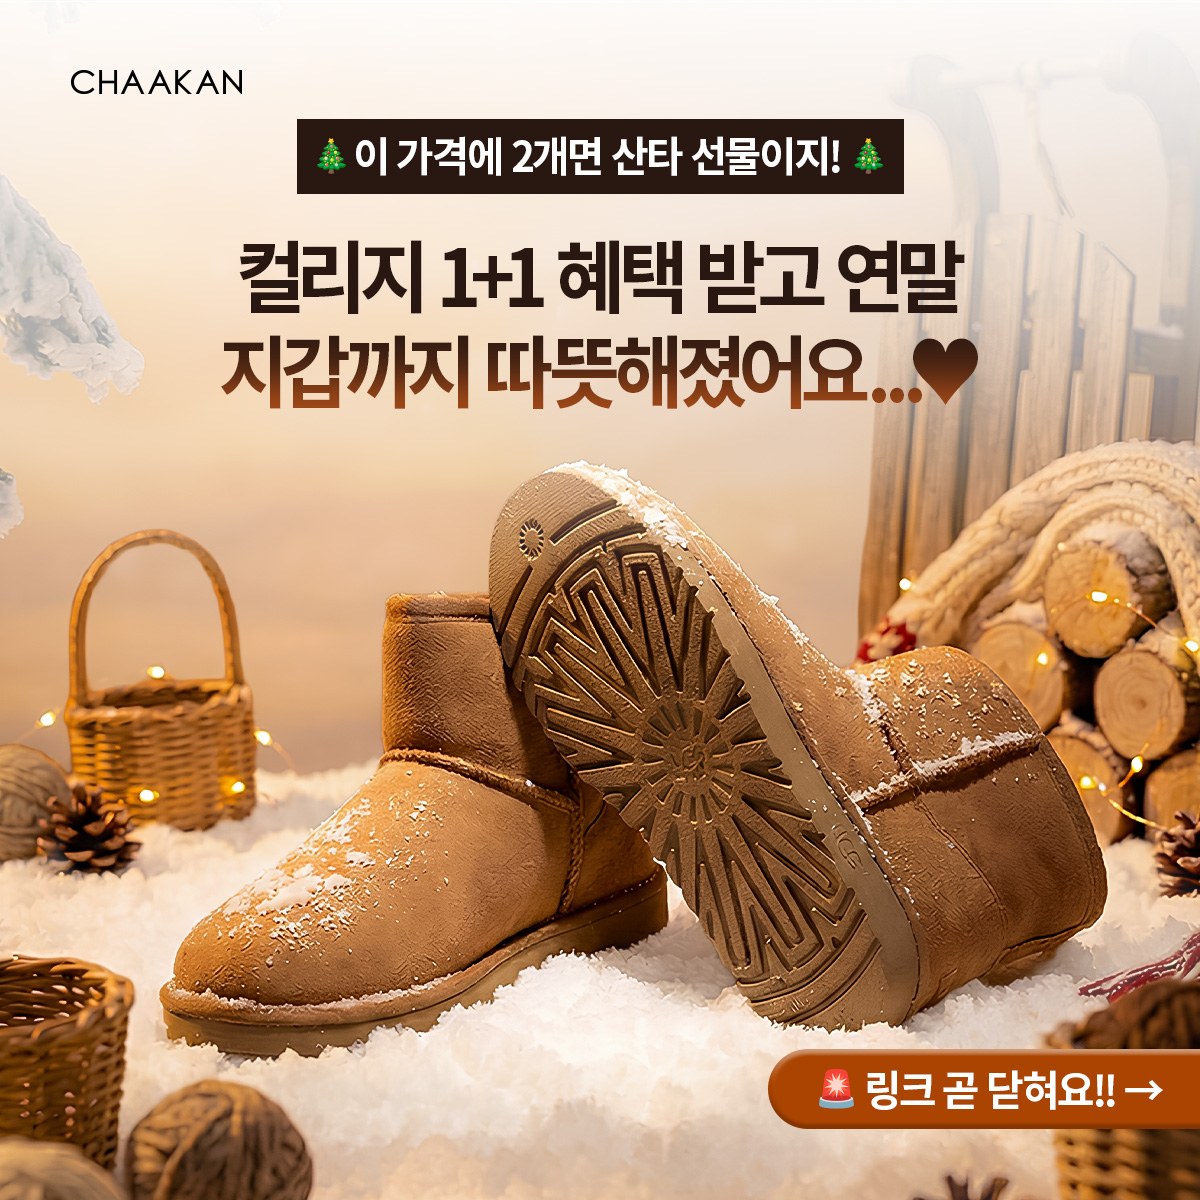 CHAAKAN
🎄이 가격에 2개면 산타 선물이지!🎄
컬리지 1+1 혜택 받고 연말
지갑까지 따뜻해졌어요...♥
🚨 링크 곧 닫혀요!! →